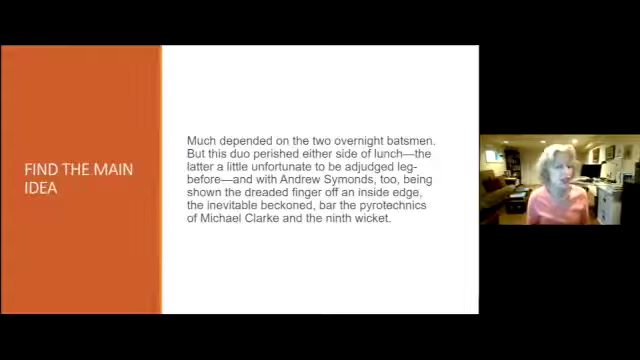 FIND THE MAIN
IDEA
Much depended on the two overnight batsmen.
But this duo perished either side of lunch—the
latter a little unfortunate to be adjudged leg-
before—and with Andrew Symonds, too, being
shown the dreaded finger off an inside edge,
the inevitable beckoned, bar the pyrotechnics
of Michael Clarke and the ninth wicket.